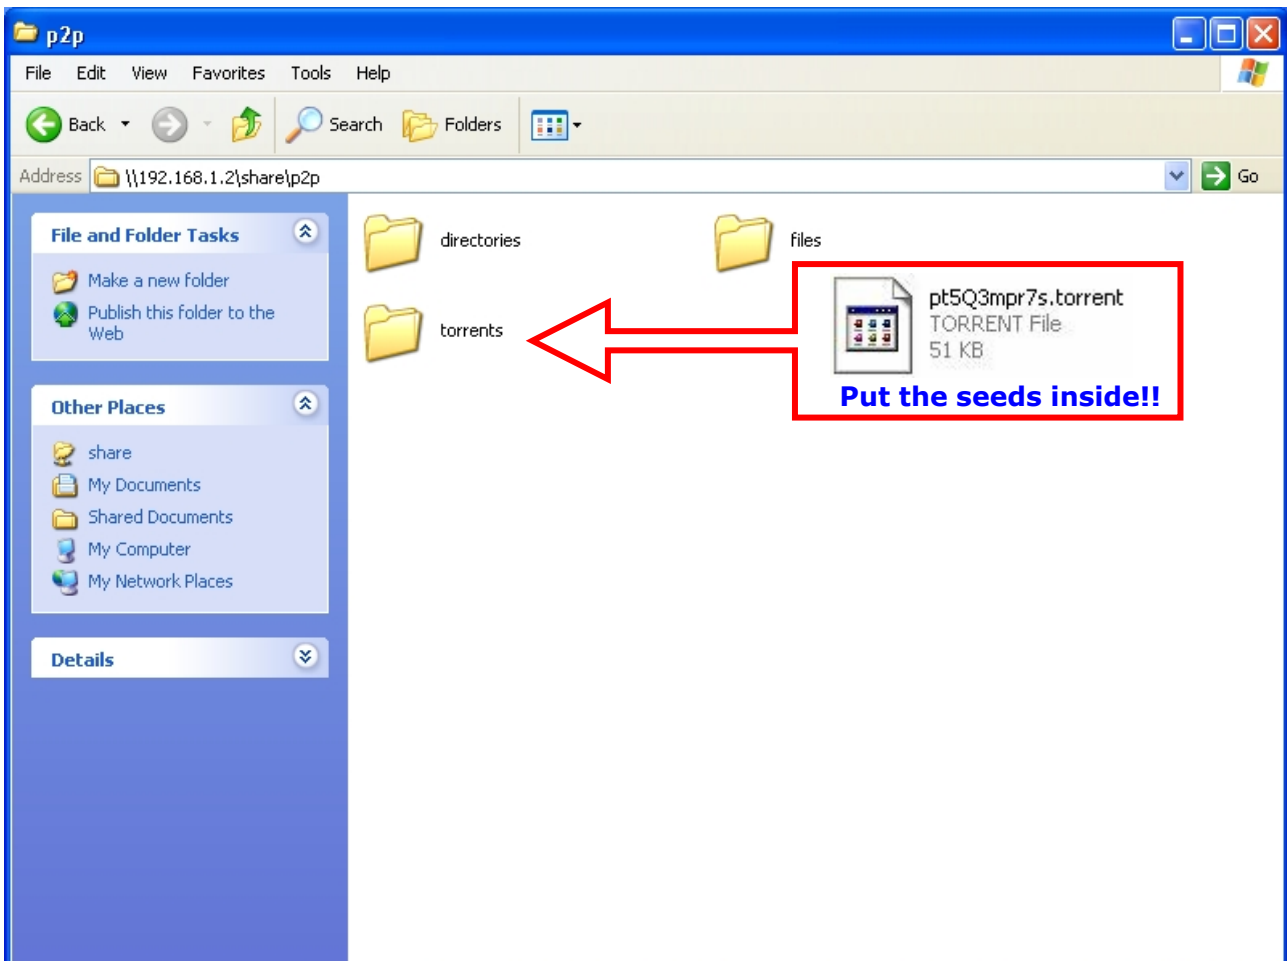 p2p
File Edit View Favorites Tools Help
Back Search Folders
Address \\192.168.1.2\share\p2p Go
File and Folder Tasks
Make a new folder
Publish this folder to the
Web
Other Places
share
My Documents
Shared Documents
My Computer
My Network Places
Details
directories
files
torrents
pt5Q3mpr7s.torrent
TORRENT File
51 KB
Put the seeds inside!!